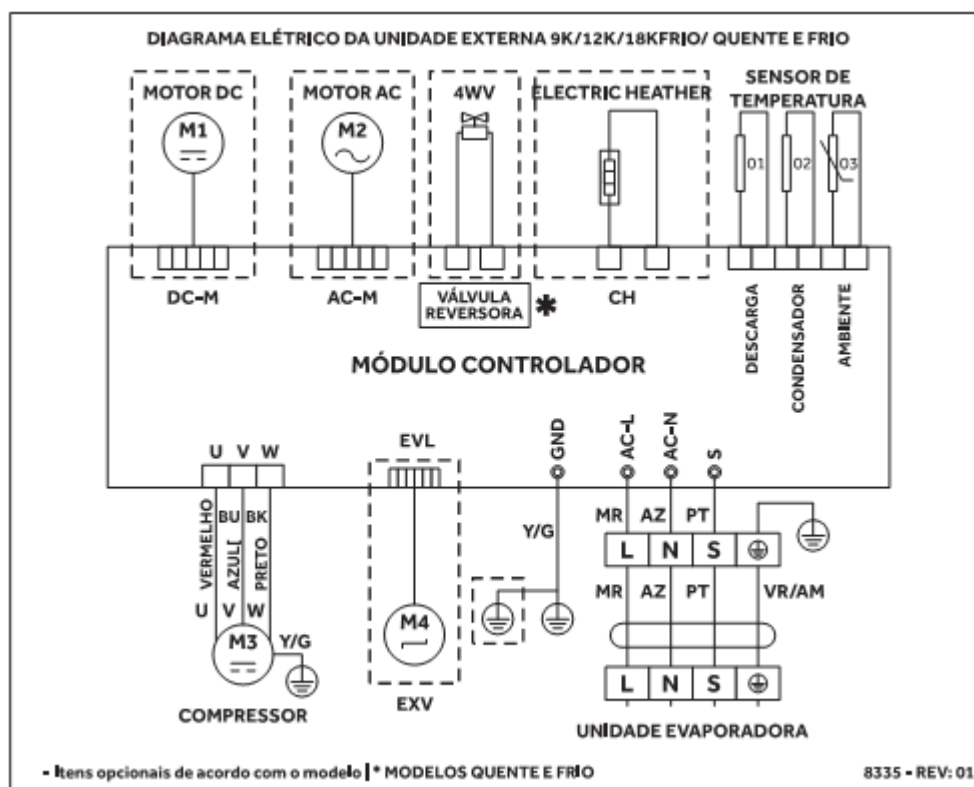 DIAGRAMA ELÉTRICO DA UNIDADE EXTERNA 9K/12K/18KFRIO/ QUENTE E FRIO
MOTOR DC
MOTOR AC
4WV
ELECTRIC HEATHER
SENSOR DE
TEMPERATURA
M1
M2
01
02
03
DC-M
AC-M
VÁLVULA
REVERSORA
*
CH
DESCARGA
CONDENSADOR
AMBIENTE
MÓDULO CONTROLADOR
U V W
EVL
GND
AC-L
AC-N
S
VERMELHO
BU
AZUL[
BK
PRETO
Y/G
MR AZ PT
L N S
MR AZ PT VR/AM
U V W
M3
Y/G
M4
L N S
COMPRESSOR
EXV
UNIDADE EVAPORADORA
- Itens opcionais de acordo com o modelo | * MODELOS QUENTE E FRIO
8335 - REV: 01